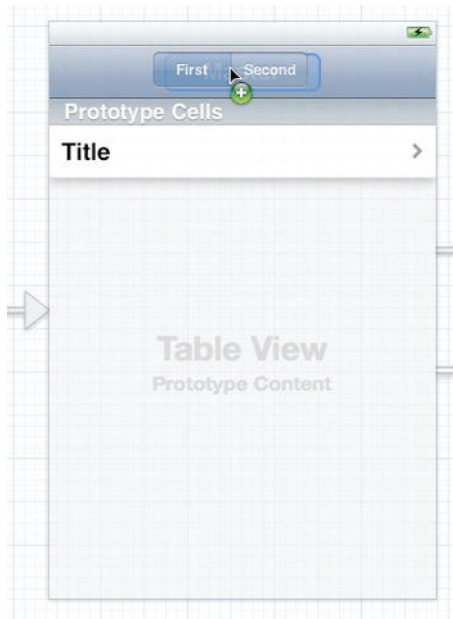 First Second
Prototype Cells
Title
Table View
Prototype Content